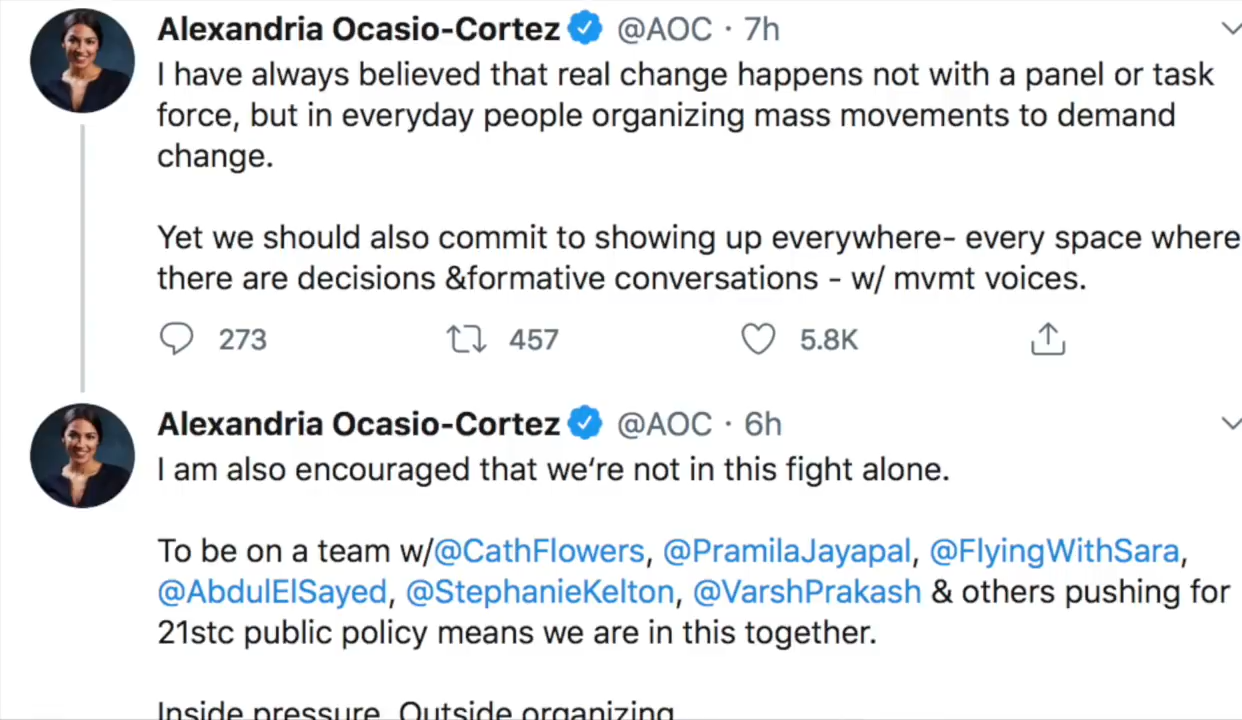 Alexandria Ocasio-Cortez @AOC · 7h
I have always believed that real change happens not with a panel or task
force, but in everyday people organizing mass movements to demand
change.
Yet we should also commit to showing up everywhere- every space where
there are decisions &formative conversations - w/ mvmt voices.
273 457 5.8K
Alexandria Ocasio-Cortez @AOC · 6h
I am also encouraged that we're not in this fight alone.
To be on a team w/@CathFlowers, @PramilaJayapal, @FlyingWithSara,
@AbdulElSayed, @StephanieKelton, @VarshPrakash & others pushing for
21stc public policy means we are in this together.
Inside pressure. Outside organizing.